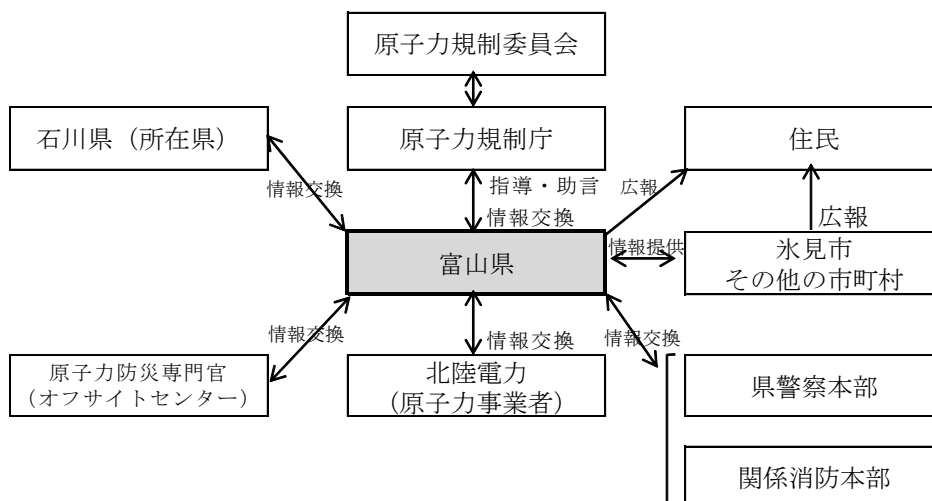 原子力規制委員会
石川県（所在県）
原子力規制庁
住民
情報交換
指導・助言
広報
情報交換
広報
富山県
情報提供
氷見市
その他の市町村
情報交換
情報交換
情報交換
原子力防災専門官
（オフサイトセンター）
北陸電力
（原子力事業者）
県警察本部
関係消防本部